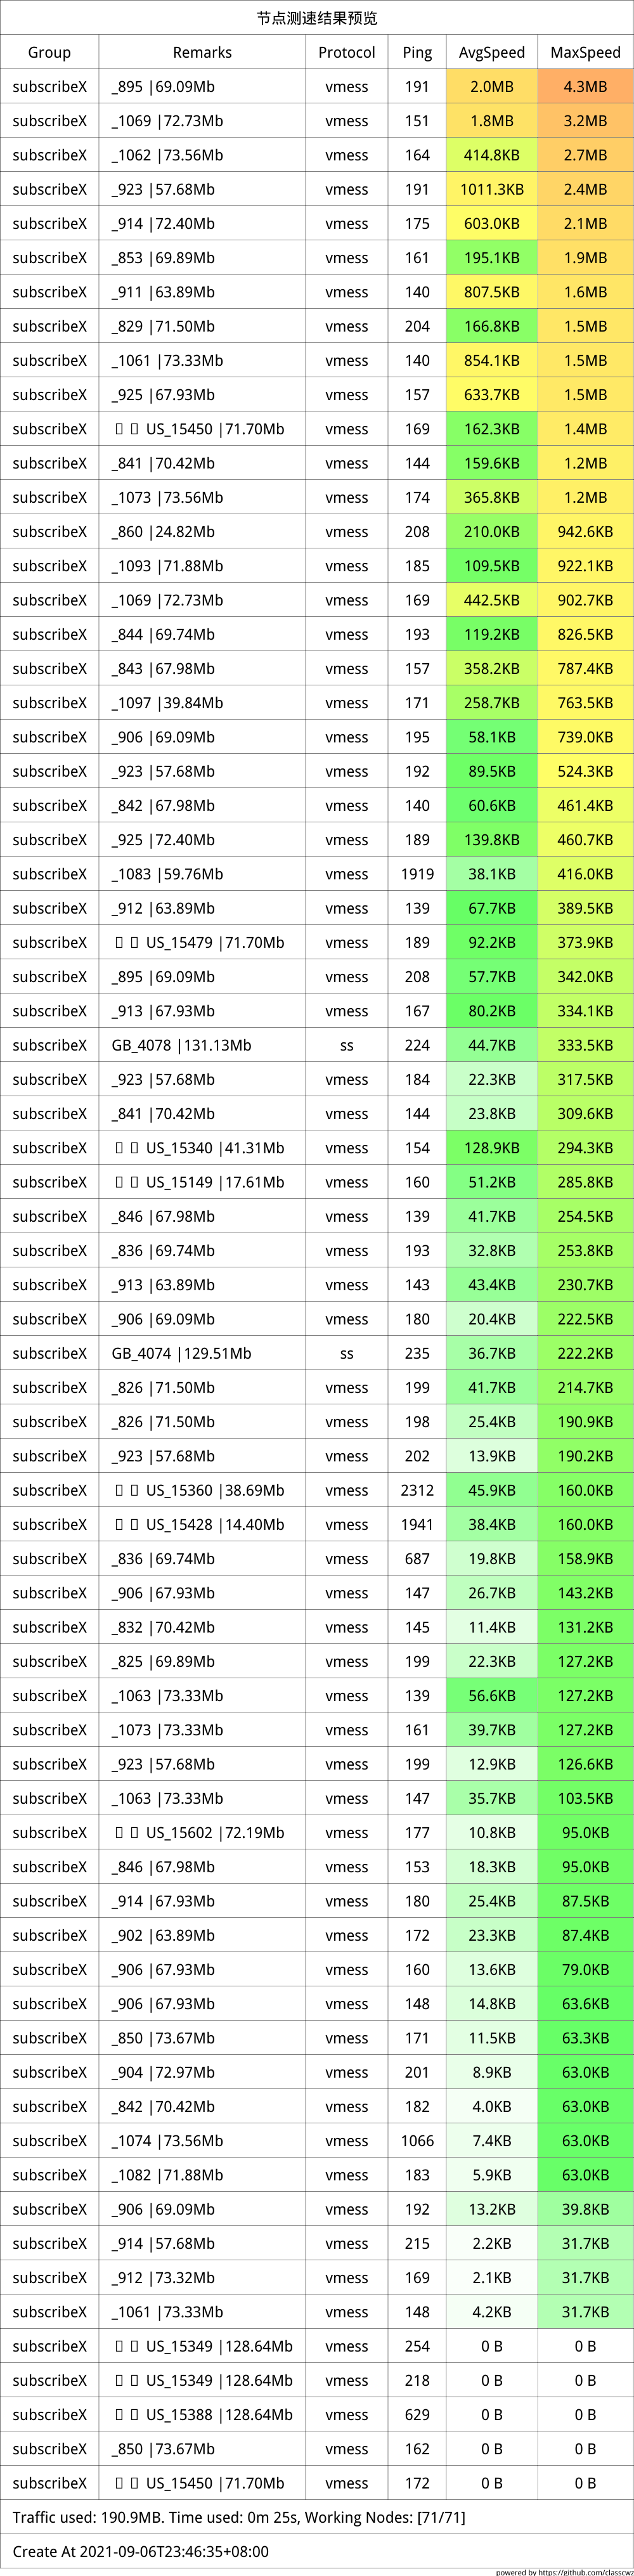 节点测速结果预览
Group Remarks Protocol Ping AvgSpeed MaxSpeed
subscribeX _895 |69.09Mb vmess 191 2.0MB 4.3MB
subscribeX _1069 |72.73Mb vmess 151 1.8MB 3.2MB
subscribeX _1062 |73.56Mb vmess 164 414.8KB 2.7MB
subscribeX _923 |57.68Mb vmess 191 1011.3KB 2.4MB
subscribeX _914 |72.40Mb vmess 175 603.0KB 2.1MB
subscribeX _853 |69.89Mb vmess 161 195.1KB 1.9MB
subscribeX _911 |63.89Mb vmess 140 807.5KB 1.6MB
subscribeX _829 |71.50Mb vmess 204 166.8KB 1.5MB
subscribeX _1061 |73.33Mb vmess 140 854.1KB 1.5MB
subscribeX _925 |67.93Mb vmess 157 633.7KB 1.5MB
subscribeX US_15450 |71.70Mb vmess 169 162.3KB 1.4MB
subscribeX _841 |70.42Mb vmess 144 159.6KB 1.2MB
subscribeX _1073 |73.56Mb vmess 174 365.8KB 1.2MB
subscribeX _860 |24.82Mb vmess 208 210.0KB 942.6KB
subscribeX _1093 |71.88Mb vmess 185 109.5KB 922.1KB
subscribeX _1069 |72.73Mb vmess 169 442.5KB 902.7KB
subscribeX _844 |69.74Mb vmess 193 119.2KB 826.5KB
subscribeX _843 |67.98Mb vmess 157 358.2KB 787.4KB
subscribeX _1097 |39.84Mb vmess 171 258.7KB 763.5KB
subscribeX _906 |69.09Mb vmess 195 58.1KB 739.0KB
subscribeX _923 |57.68Mb vmess 192 89.5KB 524.3KB
subscribeX _842 |67.98Mb vmess 140 60.6KB 461.4KB
subscribeX _925 |72.40Mb vmess 189 139.8KB 460.7KB
subscribeX _1083 |59.76Mb vmess 1919 38.1KB 416.0KB
subscribeX _912 |63.89Mb vmess 139 67.7KB 389.5KB
subscribeX US_15479 |71.70Mb vmess 189 92.2KB 373.9KB
subscribeX _895 |69.09Mb vmess 208 57.7KB 342.0KB
subscribeX _913 |67.93Mb vmess 167 80.2KB 334.1KB
subscribeX GB_4078 |131.13Mb ss 224 44.7KB 333.5KB
subscribeX _923 |57.68Mb vmess 184 22.3KB 317.5KB
subscribeX _841 |70.42Mb vmess 144 23.8KB 309.6KB
subscribeX US_15340 |41.31Mb vmess 154 128.9KB 294.3KB
subscribeX US_15149 |17.61Mb vmess 160 51.2KB 285.8KB
subscribeX _846 |67.98Mb vmess 139 41.7KB 254.5KB
subscribeX _836 |69.74Mb vmess 193 32.8KB 253.8KB
subscribeX _913 |63.89Mb vmess 143 43.4KB 230.7KB
subscribeX _906 |69.09Mb vmess 180 20.4KB 222.5KB
subscribeX GB_4074 |129.51Mb ss 235 36.7KB 222.2KB
subscribeX _826 |71.50Mb vmess 199 41.7KB 214.7KB
subscribeX _826 |71.50Mb vmess 198 25.4KB 190.9KB
subscribeX _923 |57.68Mb vmess 202 13.9KB 190.2KB
subscribeX US_15360 |38.69Mb vmess 2312 45.9KB 160.0KB
subscribeX US_15428 |14.40Mb vmess 1941 38.4KB 160.0KB
subscribeX _836 |69.74Mb vmess 687 19.8KB 158.9KB
subscribeX _906 |67.93Mb vmess 147 26.7KB 143.2KB
subscribeX _832 |70.42Mb vmess 145 11.4KB 131.2KB
subscribeX _825 |69.89Mb vmess 199 22.3KB 127.2KB
subscribeX _1063 |73.33Mb vmess 139 56.6KB 127.2KB
subscribeX _1073 |73.33Mb vmess 161 39.7KB 127.2KB
subscribeX _923 |57.68Mb vmess 199 12.9KB 126.6KB
subscribeX _1063 |73.33Mb vmess 147 35.7KB 103.5KB
subscribeX US_15602 |72.19Mb vmess 177 10.8KB 95.0KB
subscribeX _846 |67.98Mb vmess 153 18.3KB 95.0KB
subscribeX _914 |67.93Mb vmess 180 25.4KB 87.5KB
subscribeX _902 |63.89Mb vmess 172 23.3KB 87.4KB
subscribeX _906 |67.93Mb vmess 160 13.6KB 79.0KB
subscribeX _906 |67.93Mb vmess 148 14.8KB 63.6KB
subscribeX _850 |73.67Mb vmess 171 11.5KB 63.3KB
subscribeX _904 |72.97Mb vmess 201 8.9KB 63.0KB
subscribeX _842 |70.42Mb vmess 182 4.0KB 63.0KB
subscribeX _1074 |73.56Mb vmess 1066 7.4KB 63.0KB
subscribeX _1082 |71.88Mb vmess 183 5.9KB 63.0KB
subscribeX _906 |69.09Mb vmess 192 13.2KB 39.8KB
subscribeX _914 |57.68Mb vmess 215 2.2KB 31.7KB
subscribeX _912 |73.32Mb vmess 169 2.1KB 31.7KB
subscribeX _1061 |73.33Mb vmess 148 4.2KB 31.7KB
subscribeX US_15349 |128.64Mb vmess 254 0 B 0 B
subscribeX US_15349 |128.64Mb vmess 218 0 B 0 B
subscribeX US_15388 |128.64Mb vmess 629 0 B 0 B
subscribeX _850 |73.67Mb vmess 162 0 B 0 B
subscribeX US_15450 |71.70Mb vmess 172 0 B 0 B
Traffic used: 190.9MB. Time used: 0m 25s, Working Nodes: [71/71]
Create At 2021-09-06T23:46:35+08:00
powered by https://github.com/classcwz